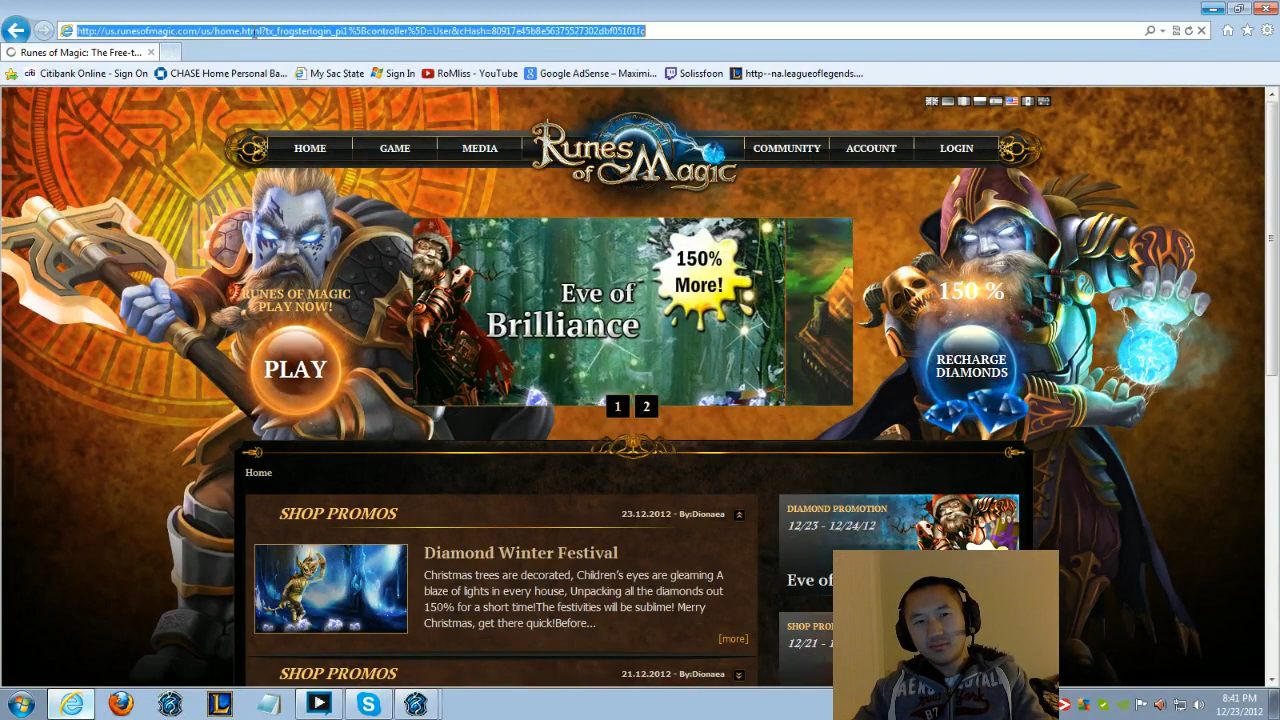 http://us.runesofmagic.com/us/home.html?tx_frogsterlogin_pi1%5Bcontroller%5D=User&cHash=80917e45b8e56375527302dbf05101fc
Runes of Magic: The Free-t...
Citibank Online - Sign On
CHASE Home Personal Ba...
My Sac State
Sign In
RoMliss - YouTube
Google AdSense – Maximi...
Solissfoon
http--na.leagueoflegends....
HOME
GAME
MEDIA
Runes of Magic
COMMUNITY
ACCOUNT
LOGIN
RUNES OF MAGIC
PLAY NOW!
PLAY
Eve of
Brilliance
150%
More!
150 %
RECHARGE
DIAMONDS
1 2
Home
SHOP PROMOS
23.12.2012 - By:Dionaea
Diamond Winter Festival
Christmas trees are decorated, Children's eyes are gleaming A
blaze of lights in every house, Unpacking all the diamonds out
150% for a short time!The festivities will be sublime! Merry
Christmas, get there quick!Before...
[more]
SHOP PROMOS
21.12.2012 - By:Dionaea
DIAMOND PROMOTION
12/23 - 12/24/12
Eve of
SHOP PRO
12/21 - 1
AERO
87
8:41 PM
12/23/2012